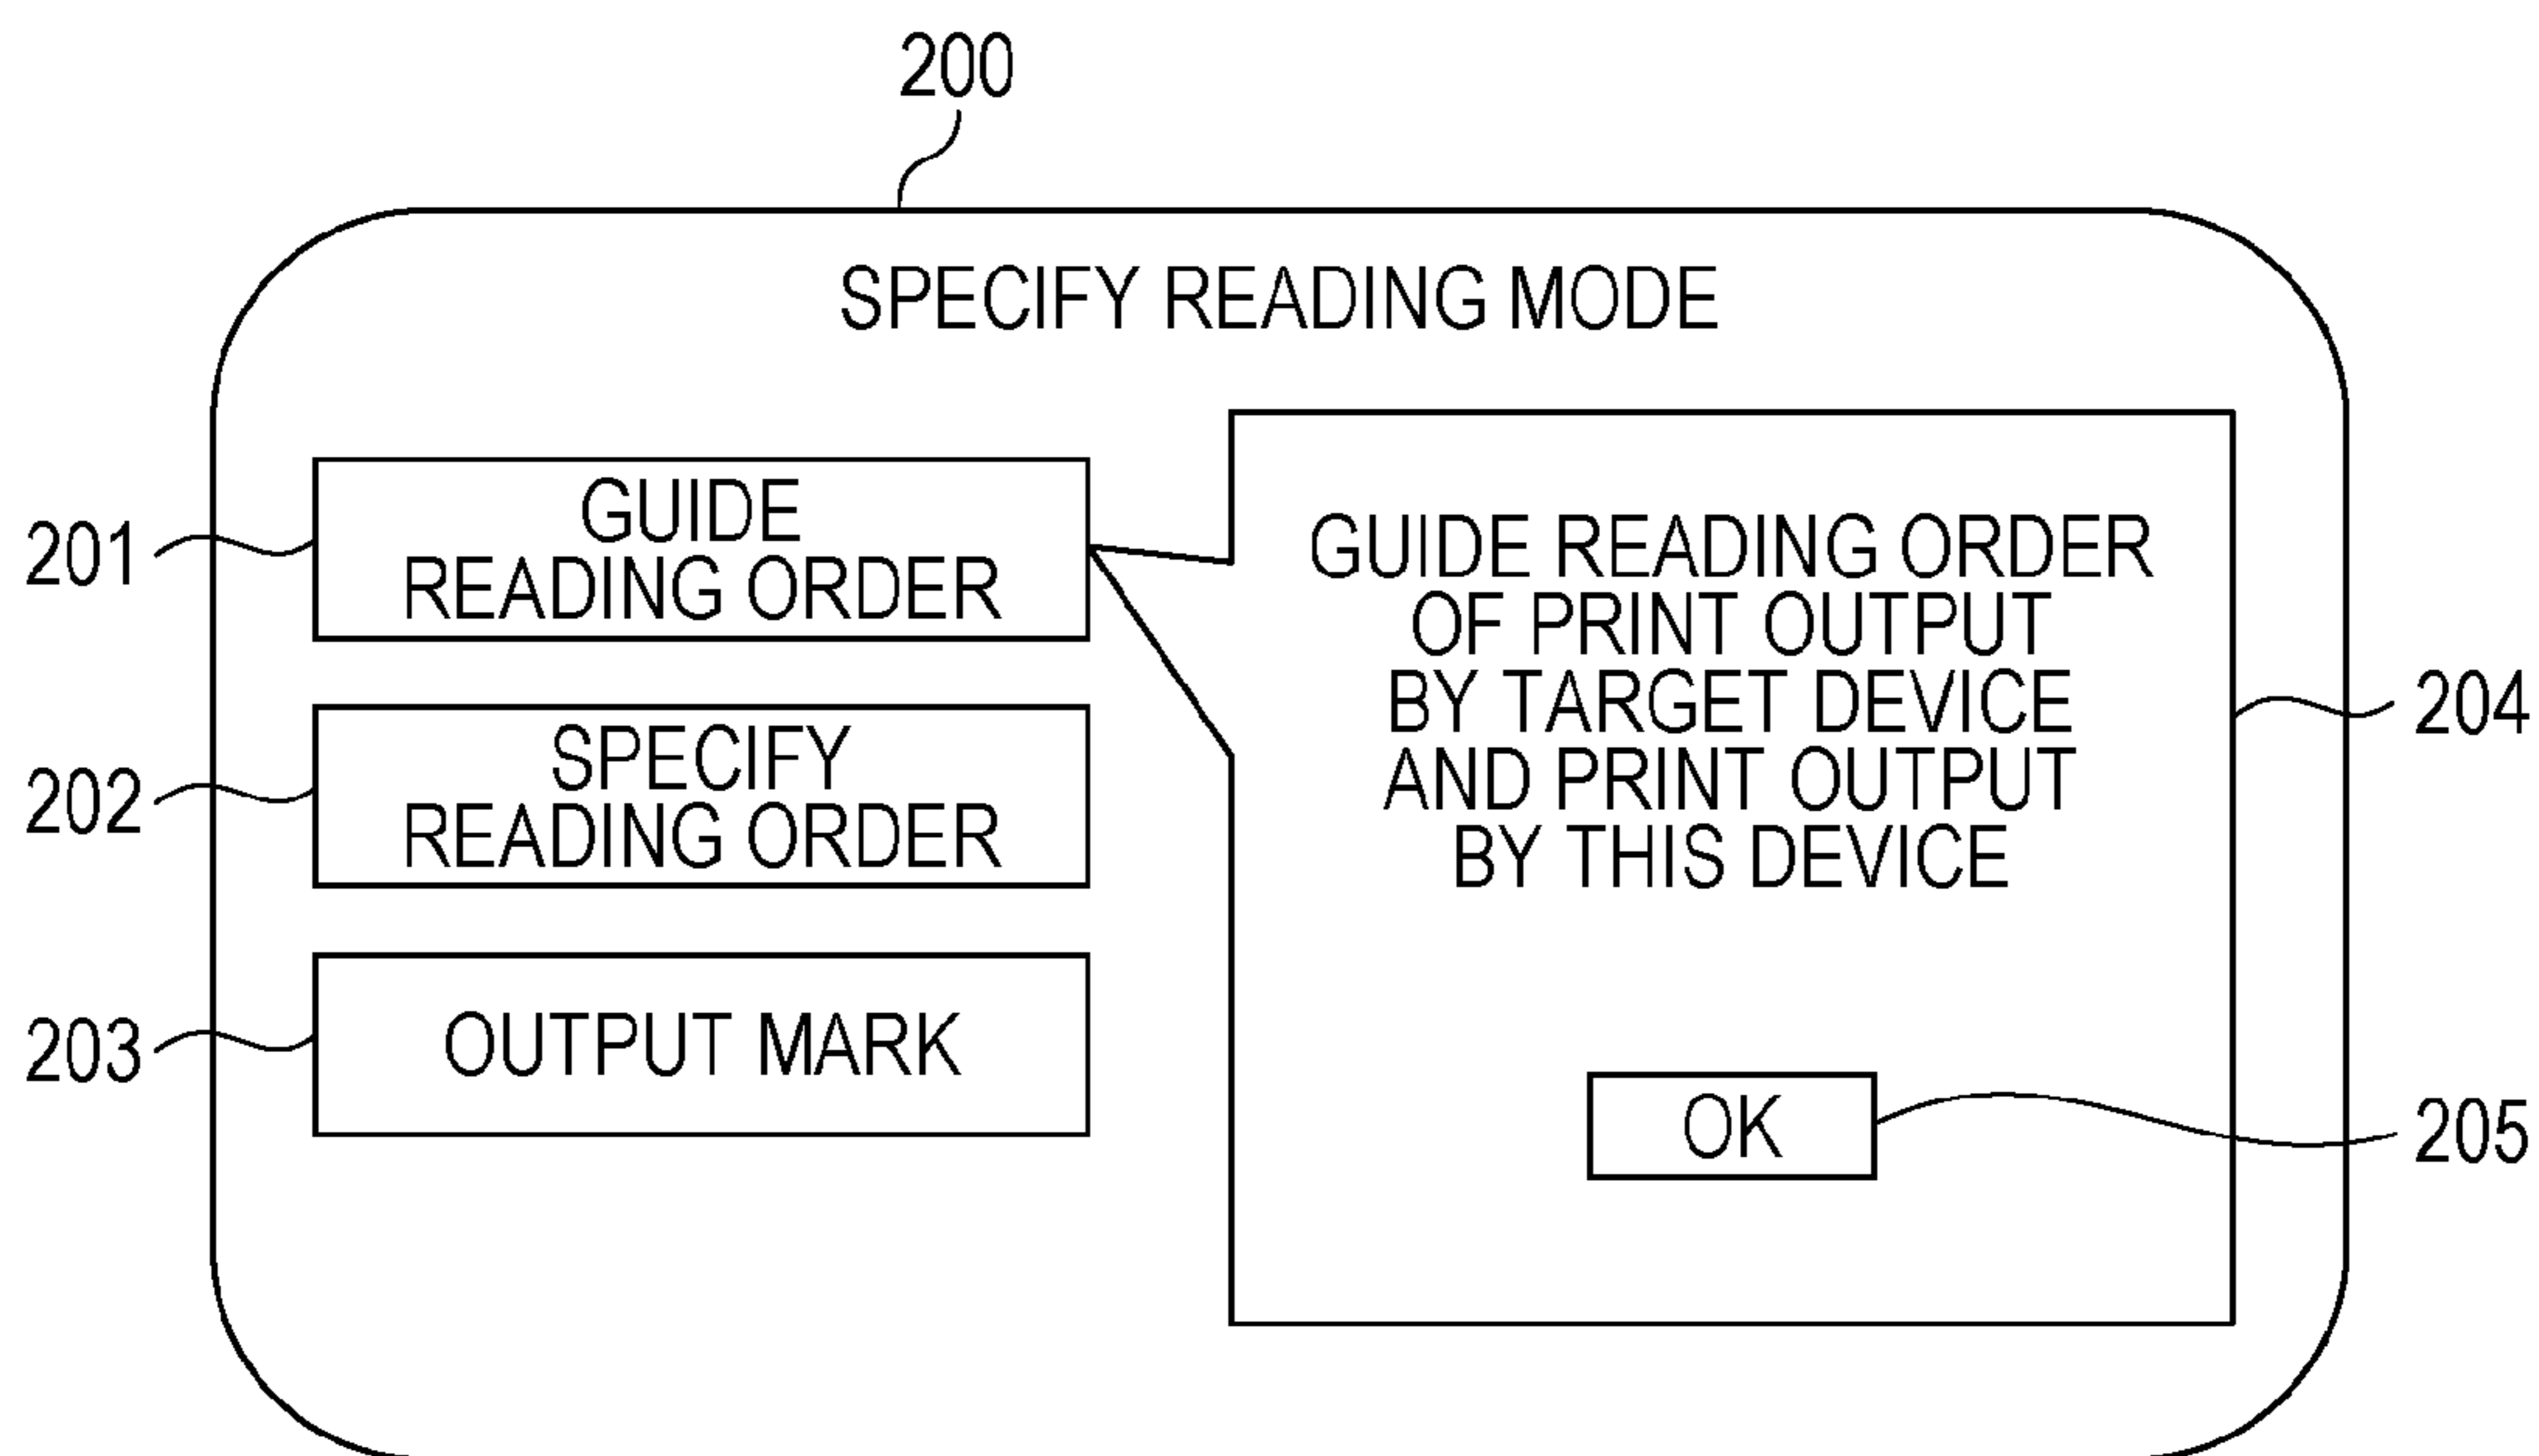 200
SPECIFY READING MODE
201
GUIDE
READING ORDER
202
SPECIFY
READING ORDER
203
OUTPUT MARK
GUIDE READING ORDER
OF PRINT OUTPUT
BY TARGET DEVICE
AND PRINT OUTPUT
BY THIS DEVICE
204
OK
205